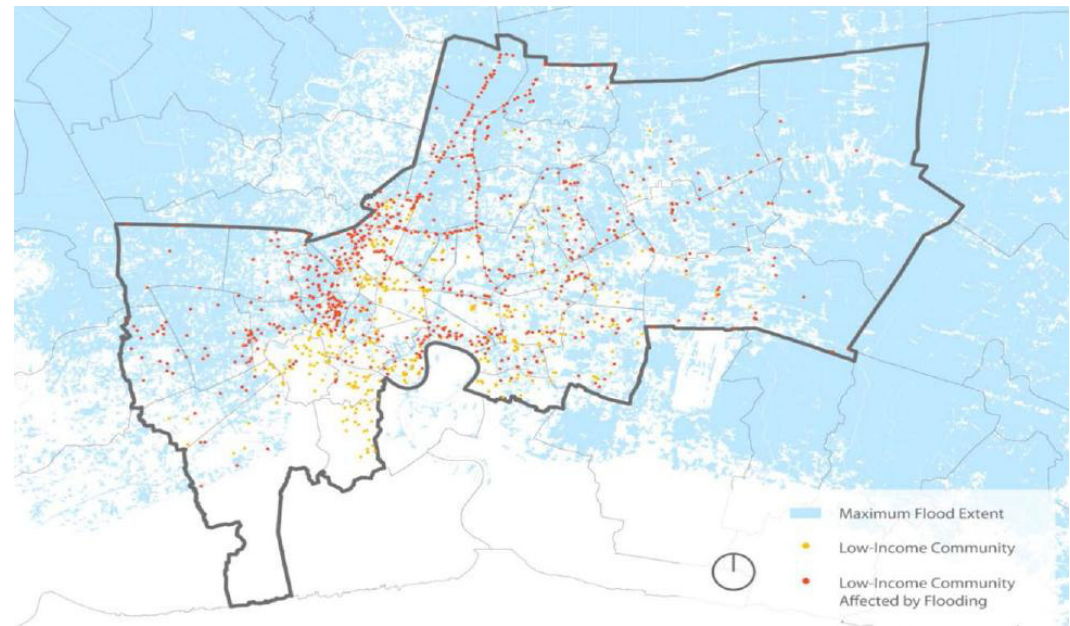 Maximum Flood Extent
Low-Income Community
Low-Income Community
Affected by Flooding